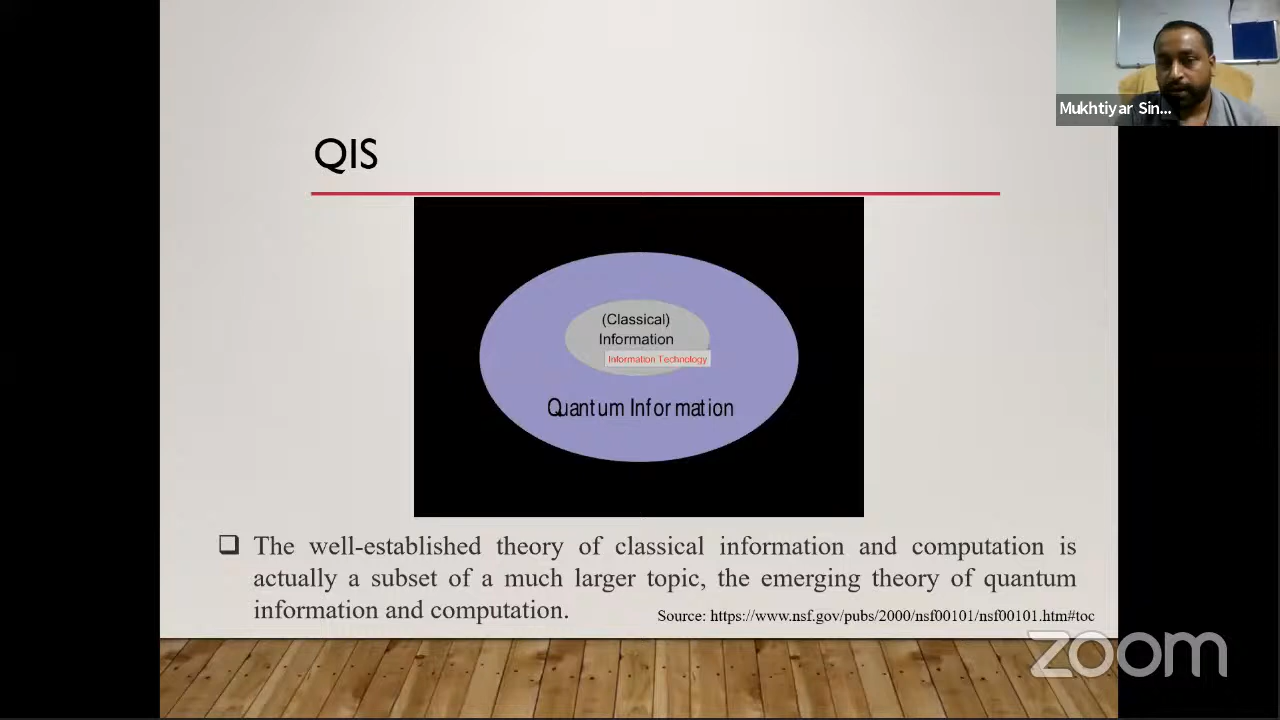 Mukhtiyar Sin...
QIS
(Classical)
Information
Information Technology
Quantum Information
❑ The well-established theory of classical information and computation is
actually a subset of a much larger topic, the emerging theory of quantum
information and computation.
Source: https://www.nsf.gov/pubs/2000/nsf00101/nsf00101.htm#toc
zoom